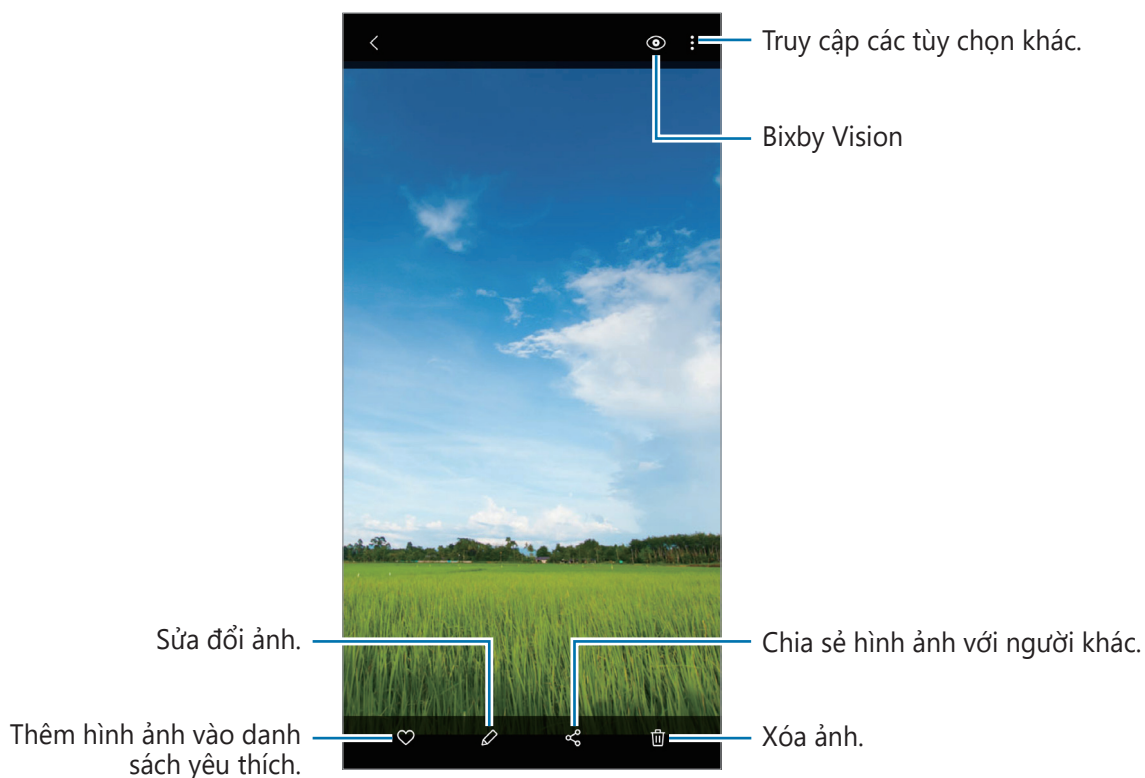 Truy cập các tùy chọn khác.
Bixby Vision
Sửa đổi ảnh.
Chia sẻ hình ảnh với người khác.
Thêm hình ảnh vào danh
sách yêu thích.
Xóa ảnh.